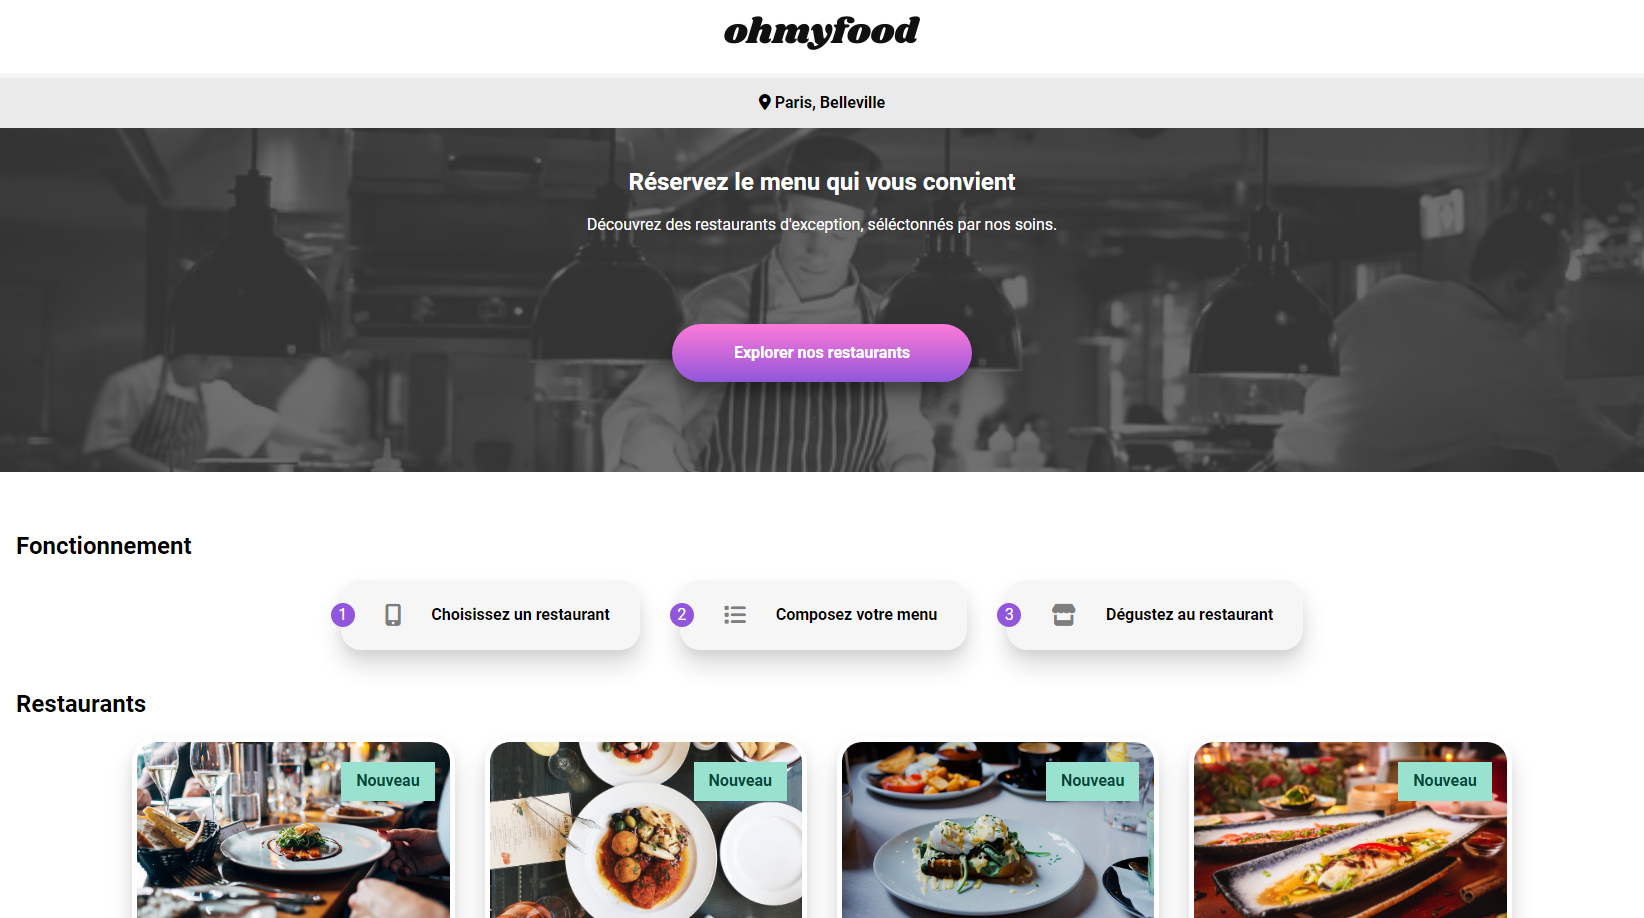 ohmyfood
Paris, Belleville
Réservez le menu qui vous convient
Découvrez des restaurants d'exception, séléctonnés par nos soins.
Explorer nos restaurants
Fonctionnement
1 Choisissez un restaurant
2 Composez votre menu
3 Dégustez au restaurant
Restaurants
Nouveau
Nouveau
Nouveau
Nouveau